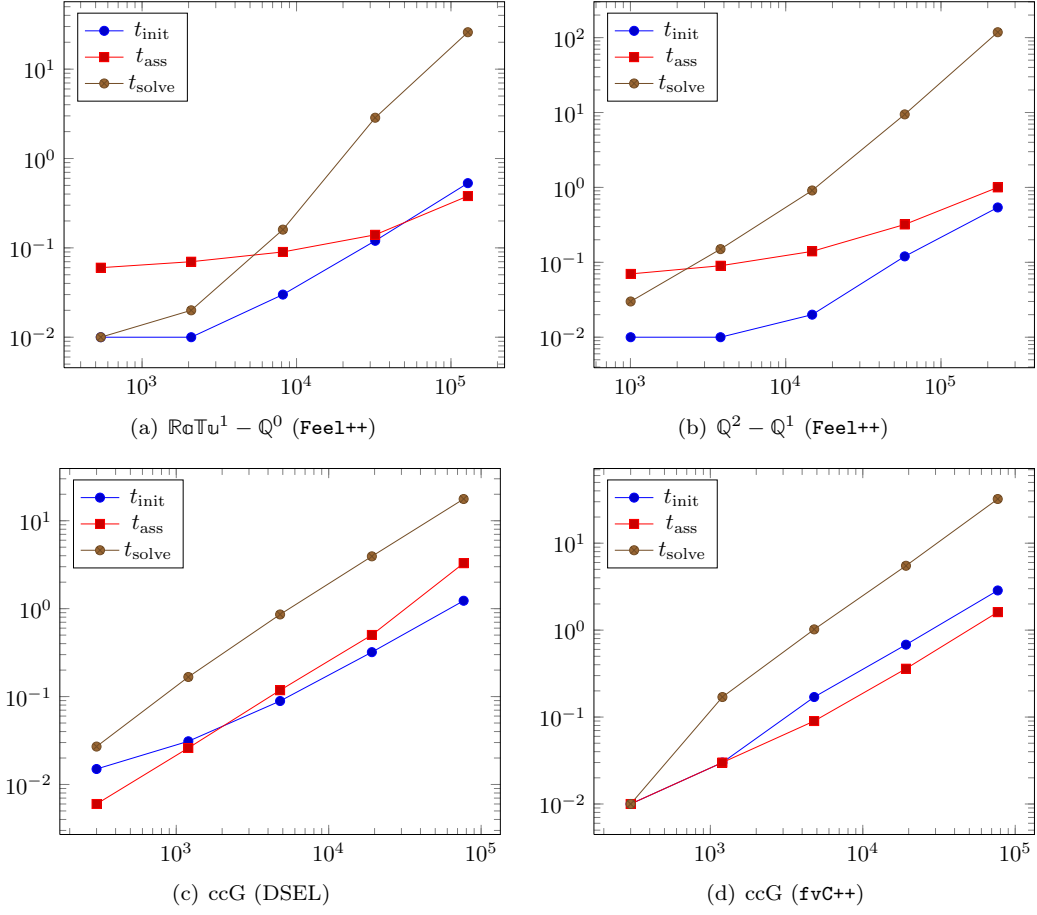 t_init
t_ass
t_solve
10^1
10^0
10^−1
10^−2
10^3 10^4 10^5
(a) ℝ𝕒𝕋𝕦^1 − ℚ^0 (Feel++)
t_init
t_ass
t_solve
10^2
10^1
10^0
10^−1
10^−2
10^3 10^4 10^5
(b) ℚ^2 − ℚ^1 (Feel++)
t_init
t_ass
t_solve
10^1
10^0
10^−1
10^−2
10^3 10^4 10^5
(c) ccG (DSEL)
t_init
t_ass
t_solve
10^1
10^0
10^−1
10^−2
10^3 10^4 10^5
(d) ccG (fvC++)